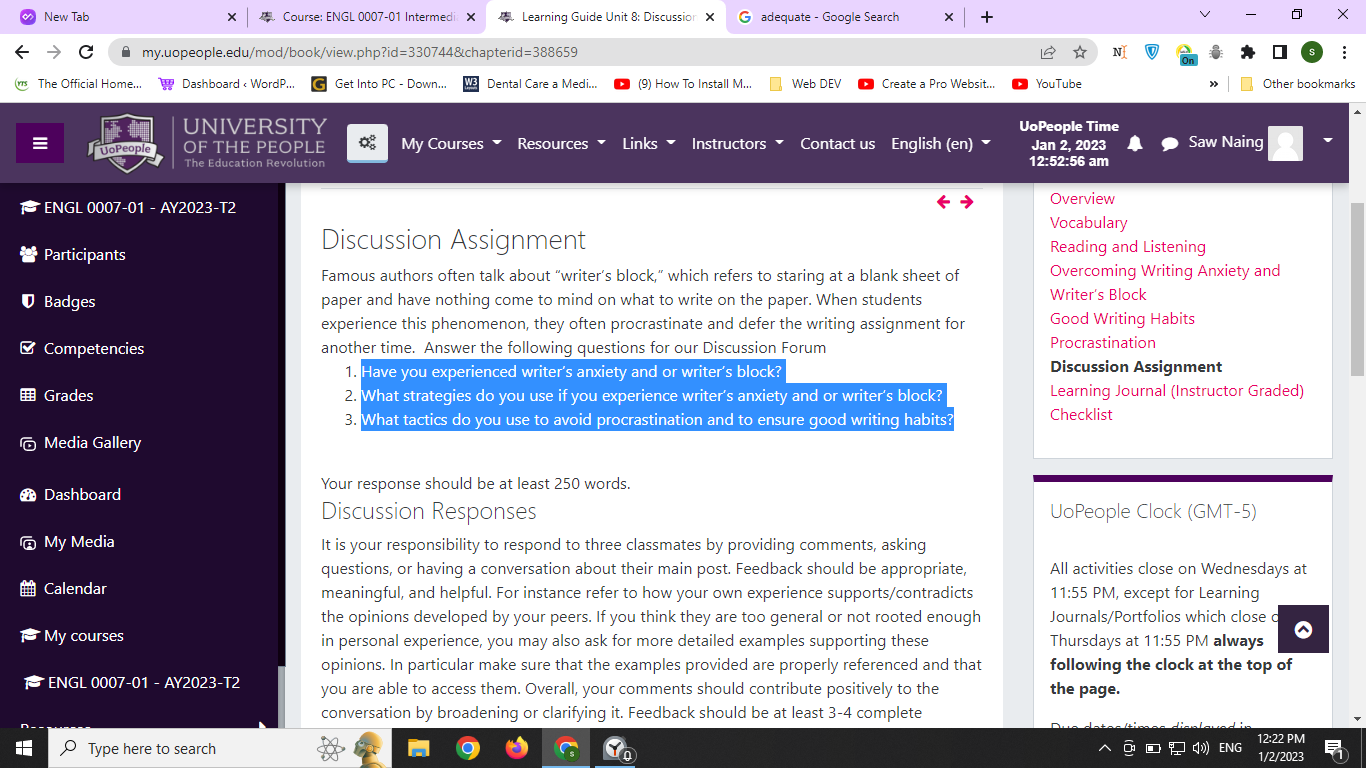 New Tab
Course: ENGL 0007-01 Intermedi
Learning Guide Unit 8: Discussion
adequate - Google Search
my.uopeople.edu/mod/book/view.php?id=330744&chapterid=388659
The Official Home...
Dashboard ‹ WordP...
Get Into PC - Down...
Dental Care a Medi...
(9) How To Install M...
Web DEV
Create a Pro Websit...
YouTube
»
Other bookmarks
On
S
UoPeople
UNIVERSITY
OF THE PEOPLE
The Education Revolution
My Courses
Resources
Links
Instructors
Contact us
English (en)
UoPeople Time
Jan 2, 2023
12:52:56 am
Saw Naing
ENGL 0007-01 - AY2023-T2
Participants
Badges
Competencies
Grades
Media Gallery
Dashboard
My Media
Calendar
My courses
ENGL 0007-01 - AY2023-T2
Resources
Discussion Assignment
Famous authors often talk about “writer’s block,” which refers to staring at a blank sheet of
paper and have nothing come to mind on what to write on the paper. When students
experience this phenomenon, they often procrastinate and defer the writing assignment for
another time.  Answer the following questions for our Discussion Forum
1. Have you experienced writer’s anxiety and or writer’s block?
2. What strategies do you use if you experience writer’s anxiety and or writer’s block?
3. What tactics do you use to avoid procrastination and to ensure good writing habits?
Your response should be at least 250 words.
Discussion Responses
It is your responsibility to respond to three classmates by providing comments, asking
questions, or having a conversation about their main post. Feedback should be appropriate,
meaningful, and helpful. For instance refer to how your own experience supports/contradicts
the opinions developed by your peers. If you think they are too general or not rooted enough
in personal experience, you may also ask for more detailed examples supporting these
opinions. In particular make sure that the examples provided are properly referenced and that
you are able to access them. Overall, your comments should contribute positively to the
conversation by broadening or clarifying it. Feedback should be at least 3-4 complete
Overview
Vocabulary
Reading and Listening
Overcoming Writing Anxiety and
Writer’s Block
Good Writing Habits
Procrastination
Discussion Assignment
Learning Journal (Instructor Graded)
Checklist
UoPeople Clock (GMT-5)
All activities close on Wednesdays at
11:55 PM, except for Learning
Journals/Portfolios which close
Thursdays at 11:55 PM always
following the clock at the top of
the page.
Due dates/times displayed in
Type here to search
ENG
12:22 PM
1/2/2023